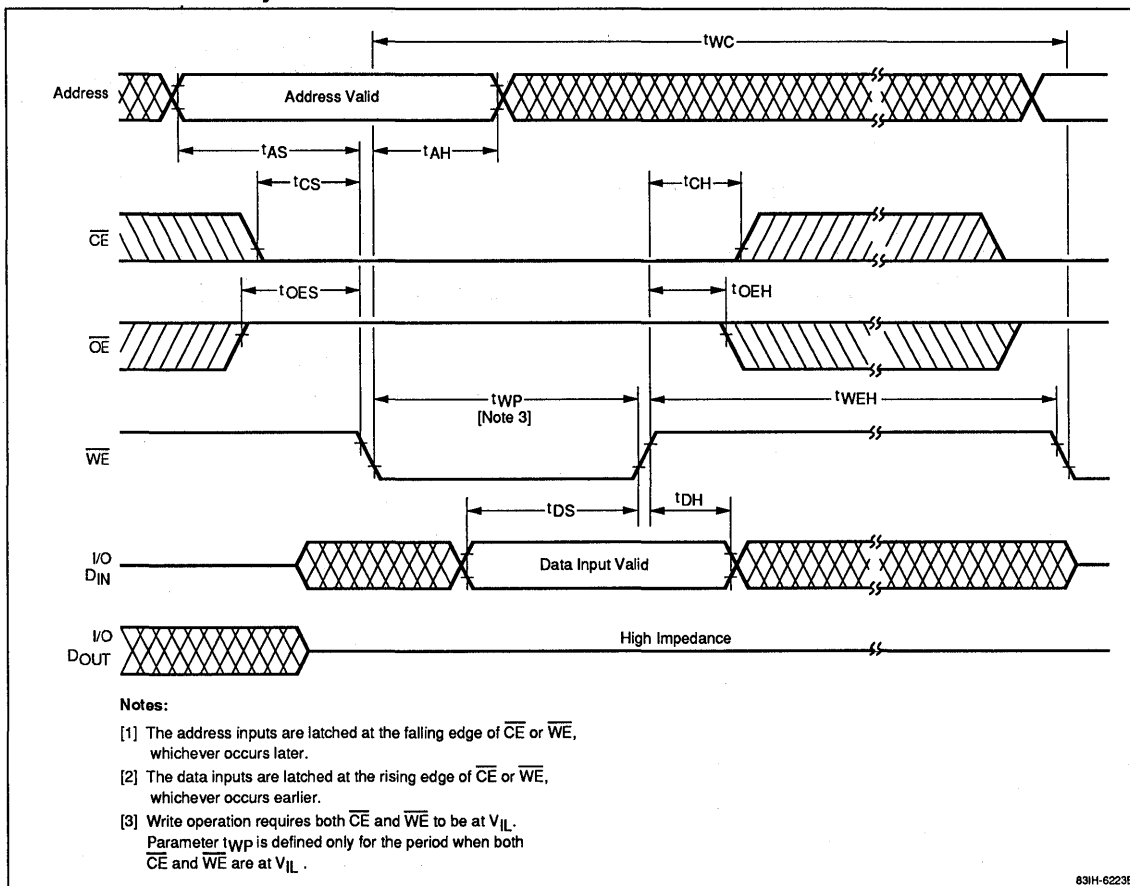 tWC
Address
Address Valid
tAS
tAH
tCS
tCH
CE
tOES
tOEH
OE
tWP
[Note 3]
tWEH
WE
tDS
tDH
I/O
DIN
Data Input Valid
I/O
DOUT
High Impedance
Notes:
[1] The address inputs are latched at the falling edge of CE or WE,
whichever occurs later.
[2] The data inputs are latched at the rising edge of CE or WE,
whichever occurs earlier.
[3] Write operation requires both CE and WE to be at VIL.
Parameter tWP is defined only for the period when both
CE and WE are at VIL .
83IH-6223B